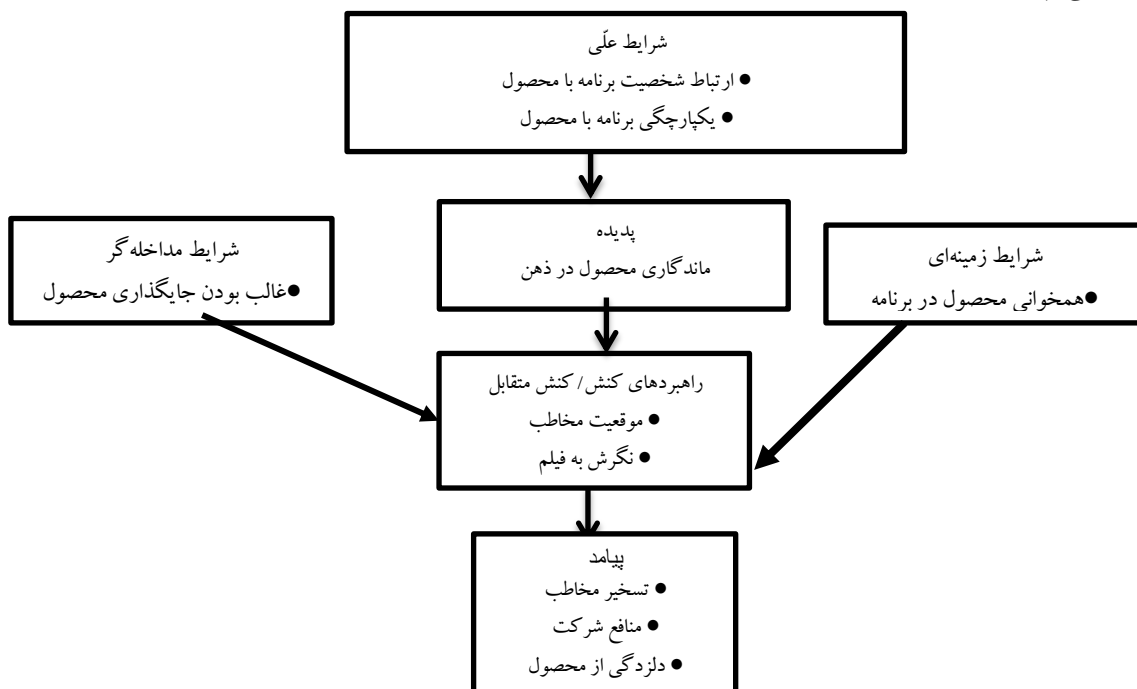 شرایط علّی
● ارتباط شخصیت برنامه با محصول
● یکپارچگی برنامه با محصول
پدیده
ماندگاری محصول در ذهن
شرایط زمینه‌ای
●همخوانی محصول در برنامه
شرایط مداخله‌گر
●غالب بودن جایگذاری محصول
راهبردهای کنش/ کنش متقابل
● موقعیت مخاطب
● نگرش به فیلم
پیامد
● تسخیر مخاطب
● منافع شرکت
● دلزدگی از محصول